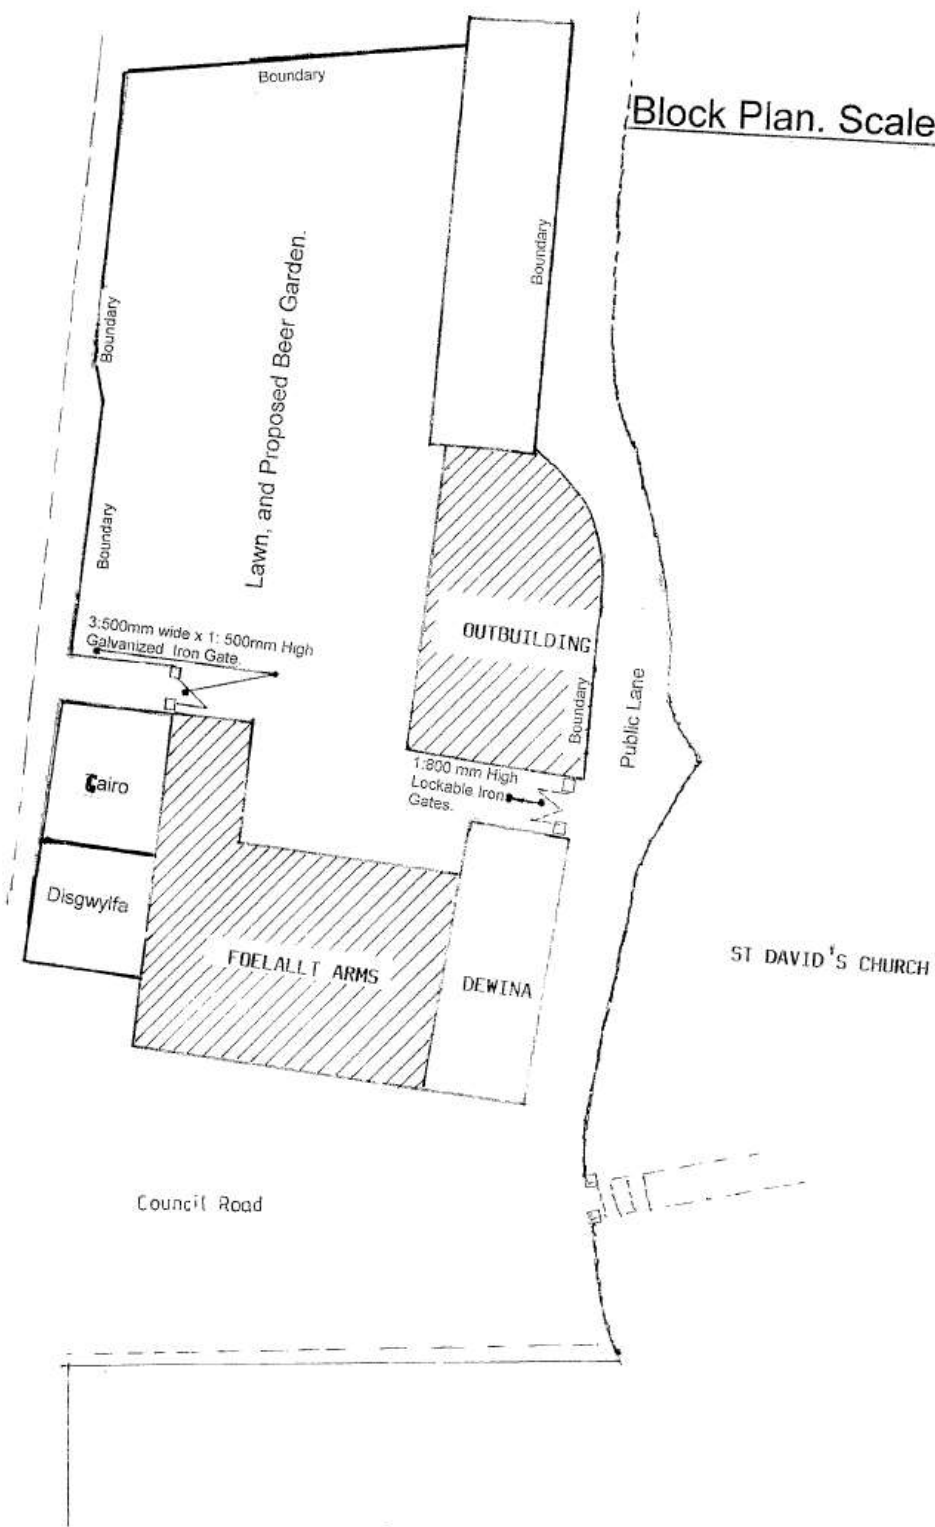 Block Plan. Scale
Boundary
Boundary
Boundary
Lawn, and Proposed Beer Garden.
Boundary
3:500mm wide x 1: 500mm High
Galvanized Iron Gate.
OUTBUILDING
Boundary
Public Lane
1:800 mm High
Lockable Iron
Gates.
Cairo
Disgwylfa
FOELALLT ARMS
DEWINA
ST DAVID'S CHURCH
Council Road